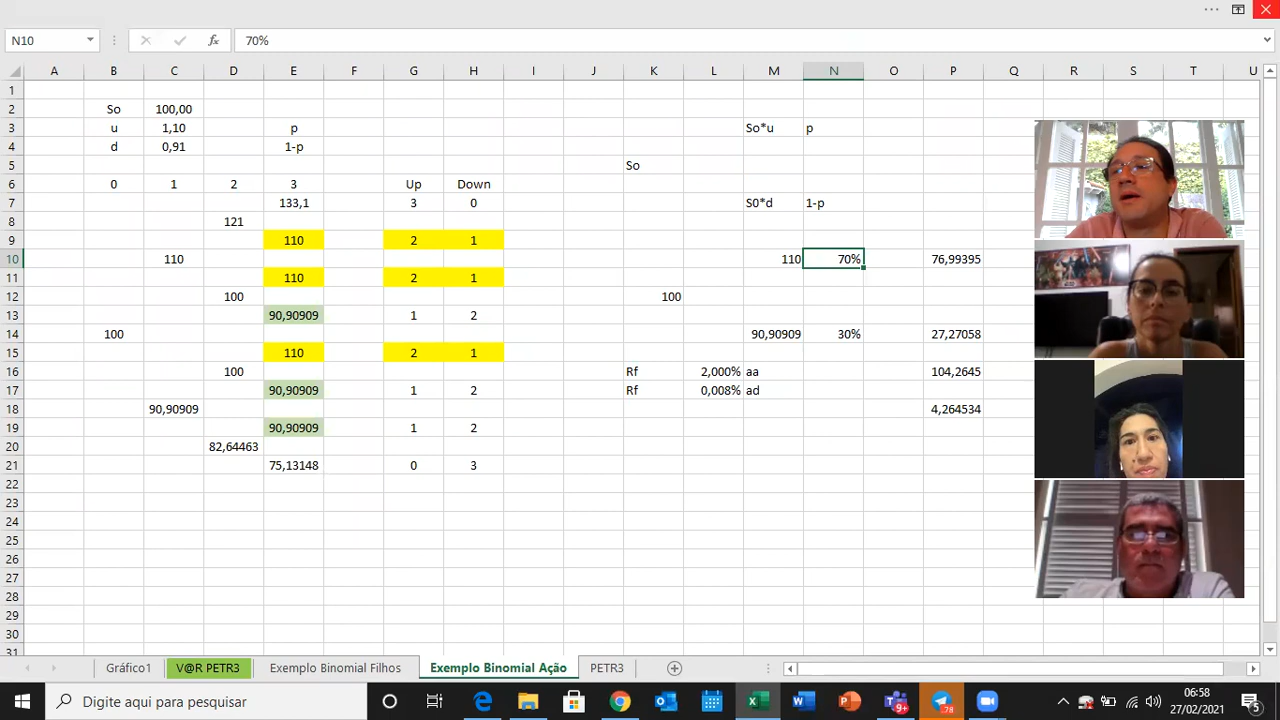 N10 fx 70%
A B C D E F G H I J K L M N O P Q R S T U
1
2 So 100,00
3 u 1,10 p So*u p
4 d 0,91 1-p
5 So
6 0 1 2 3 Up Down
7 133,1 3 0 S0*d 1-p
8 121
9 110 2 1
10 110 110 70% 76,99395
11 110 2 1
12 100 100
13 90,90909 1 2
14 100 90,90909 30% 27,27058
15 110 2 1
16 100 Rf 2,000% aa 104,2645
17 90,90909 1 2 Rf 0,008% ad
18 90,90909 4,264534
19 90,90909 1 2
20 82,64463
21 75,13148 0 3
22
23
24
25
26
27
28
29
30
31
Gráfico1 V@R PETR3 Exemplo Binomial Filhos Exemplo Binomial Ação PETR3
Digite aqui para pesquisar 9+ 78 06:58
27/02/2021 5